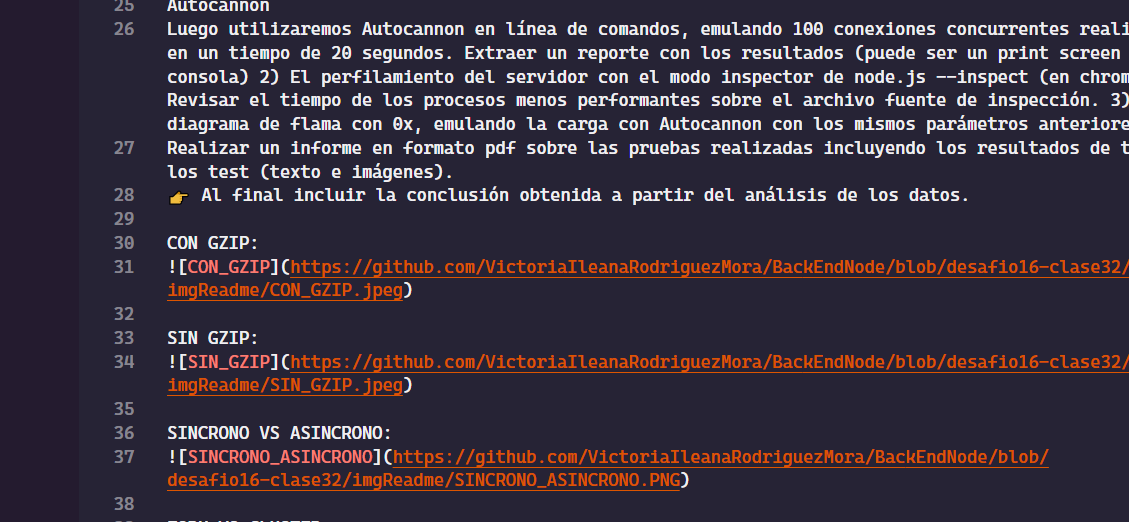 25 Autocannon
26 Luego utilizaremos Autocannon en línea de comandos, emulando 100 conexiones concurrentes reali
en un tiempo de 20 segundos. Extraer un reporte con los resultados (puede ser un print screen
consola) 2) El perfilamiento del servidor con el modo inspector de node.js --inspect (en chrom
Revisar el tiempo de los procesos menos performantes sobre el archivo fuente de inspección. 3)
diagrama de flama con 0x, emulando la carga con Autocannon con los mismos parámetros anteriore
27 Realizar un informe en formato pdf sobre las pruebas realizadas incluyendo los resultados de t
los test (texto e imágenes).
28 👉 Al final incluir la conclusión obtenida a partir del análisis de los datos.
29
30 CON GZIP:
31 ![CON_GZIP](https://github.com/VictoriaIleanaRodriguezMora/BackEndNode/blob/desafio16-clase32/
imgReadme/CON_GZIP.jpeg)
32
33 SIN GZIP:
34 ![SIN_GZIP](https://github.com/VictoriaIleanaRodriguezMora/BackEndNode/blob/desafio16-clase32/
imgReadme/SIN_GZIP.jpeg)
35
36 SINCRONO VS ASINCRONO:
37 ![SINCRONO_ASINCRONO](https://github.com/VictoriaIleanaRodriguezMora/BackEndNode/blob/
desafio16-clase32/imgReadme/SINCRONO_ASINCRONO.PNG)
38